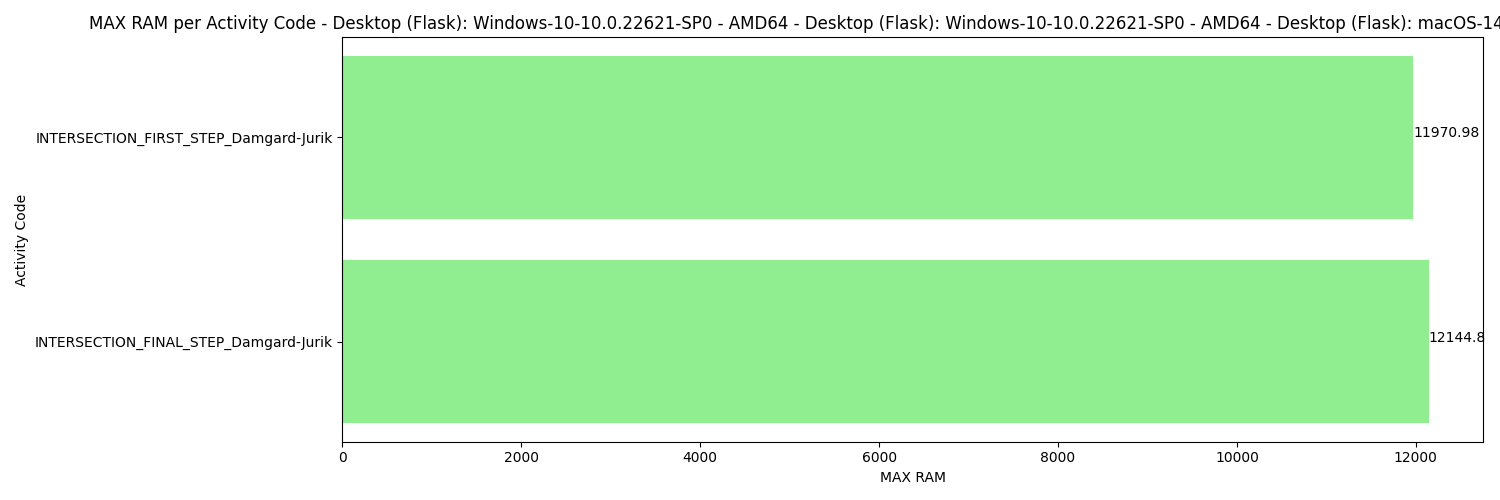 MAX RAM per Activity Code - Desktop (Flask): Windows-10-10.0.22621-SP0 - AMD64 - Desktop (Flask): Windows-10-10.0.22621-SP0 - AMD64 - Desktop (Flask): macOS-14
INTERSECTION_FIRST_STEP_Damgard-Jurik
11970.98
Activity Code
INTERSECTION_FINAL_STEP_Damgard-Jurik
12144.8
0 2000 4000 6000 8000 10000 12000
MAX RAM